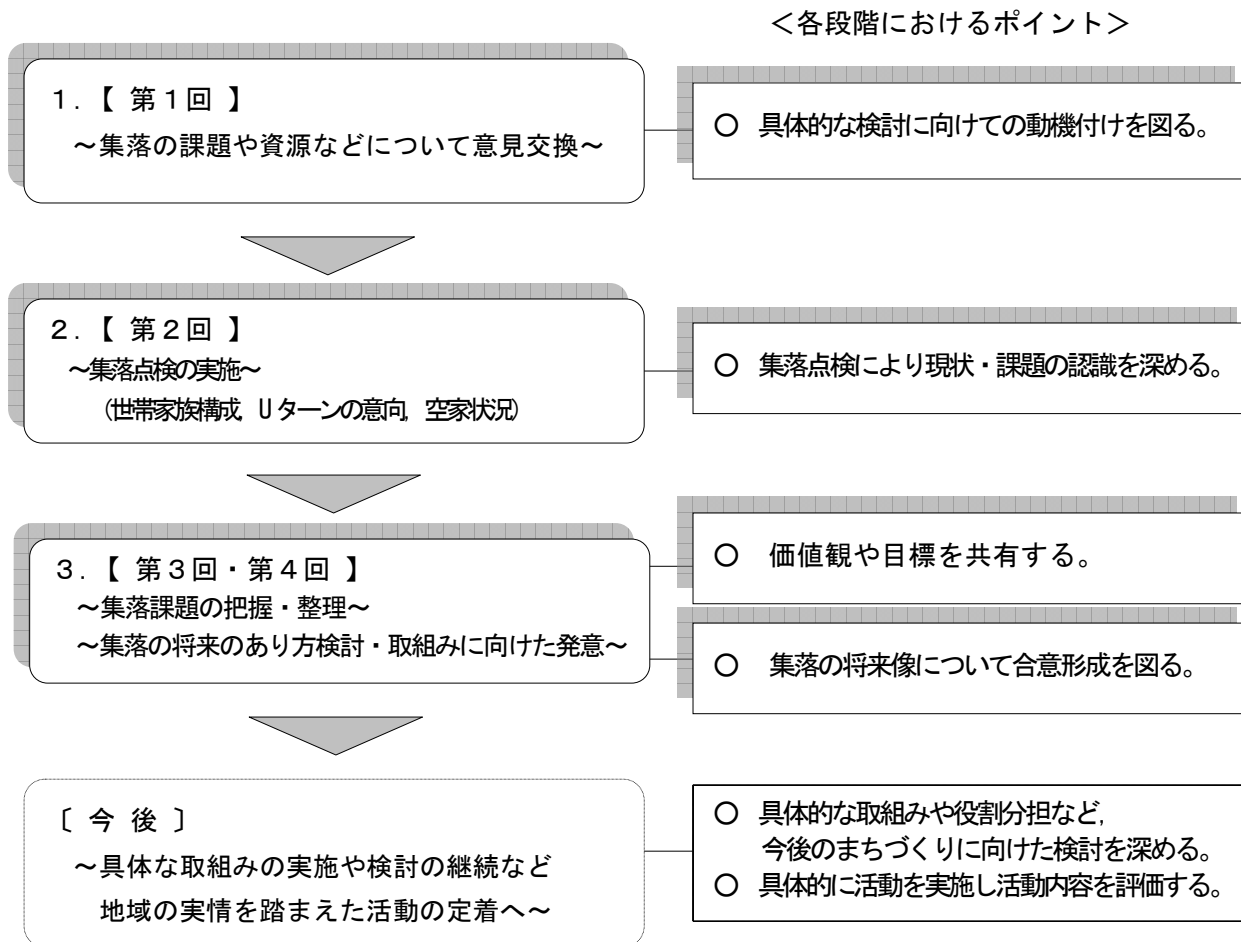 ＜各段階におけるポイント＞
１.【 第１回 】
～集落の課題や資源などについて意見交換～
○ 具体的な検討に向けての動機付けを図る。
２.【 第２回 】
～集落点検の実施～
（世帯家族構成，Ｕターンの意向，空家状況）
○ 集落点検により現状・課題の認識を深める。
３.【 第３回・第４回 】
～集落課題の把握・整理～
～集落の将来のあり方検討・取組みに向けた発意～
○ 価値観や目標を共有する。
○ 集落の将来像について合意形成を図る。
〔 今 後 〕
～具体な取組みの実施や検討の継続など
地域の実情を踏まえた活動の定着へ～
○ 具体的な取組みや役割分担など，
今後のまちづくりに向けた検討を深める。
○ 具体的に活動を実施し活動内容を評価する。